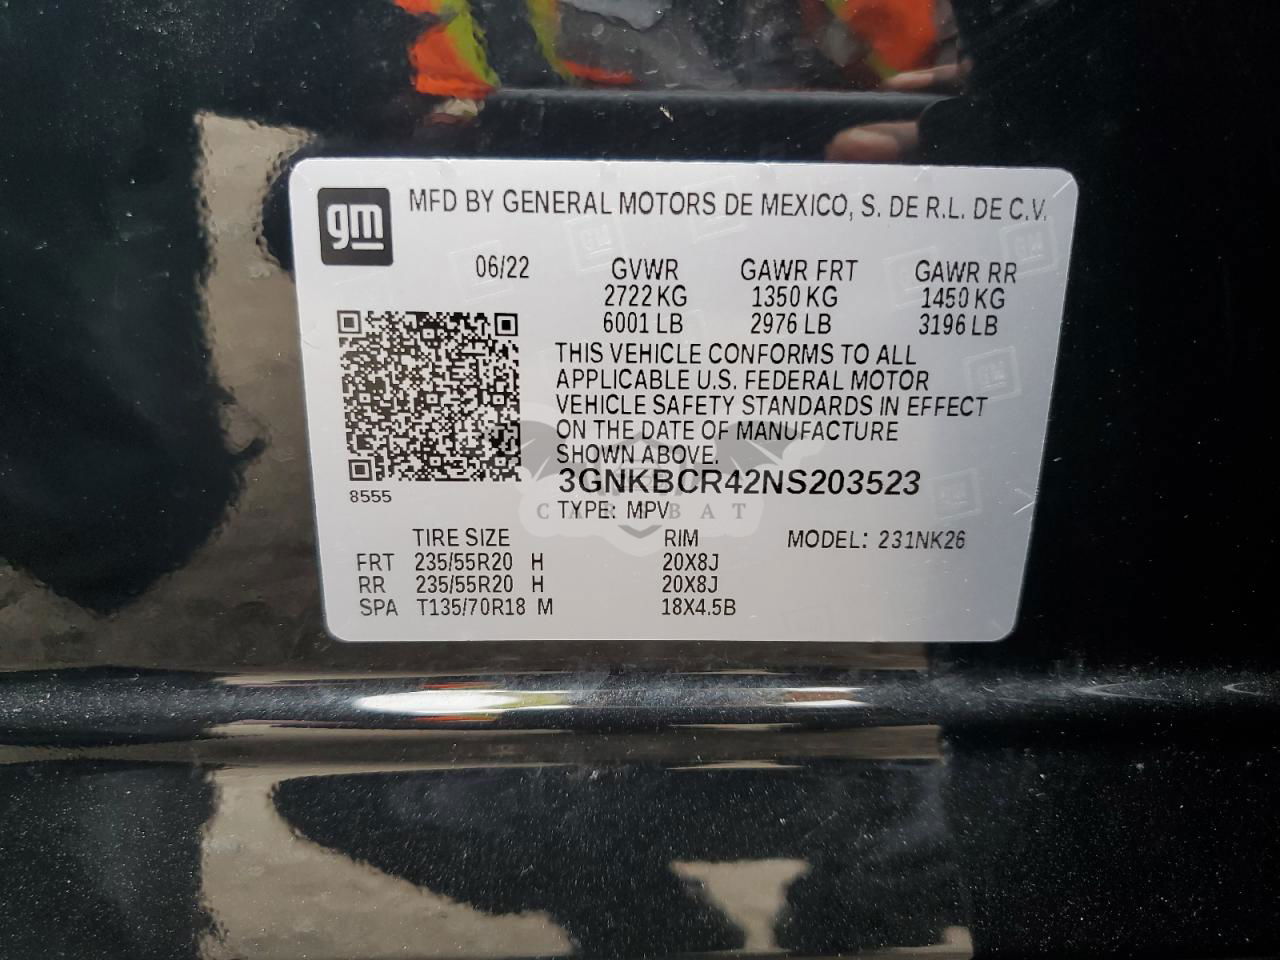 gm
MFD BY GENERAL MOTORS DE MEXICO, S. DE R.L. DE C.V.
06/22 GVWR GAWR FRT GAWR RR
2722 KG 1350 KG 1450 KG
6001 LB 2976 LB 3196 LB
THIS VEHICLE CONFORMS TO ALL
APPLICABLE U.S. FEDERAL MOTOR
VEHICLE SAFETY STANDARDS IN EFFECT
ON THE DATE OF MANUFACTURE
SHOWN ABOVE.
8555
3GNKBCR42NS203523
TYPE: MPV
CARBAT
TIRE SIZE RIM MODEL: 231NK26
FRT 235/55R20 H 20X8J
RR 235/55R20 H 20X8J
SPA T135/70R18 M 18X4.5B